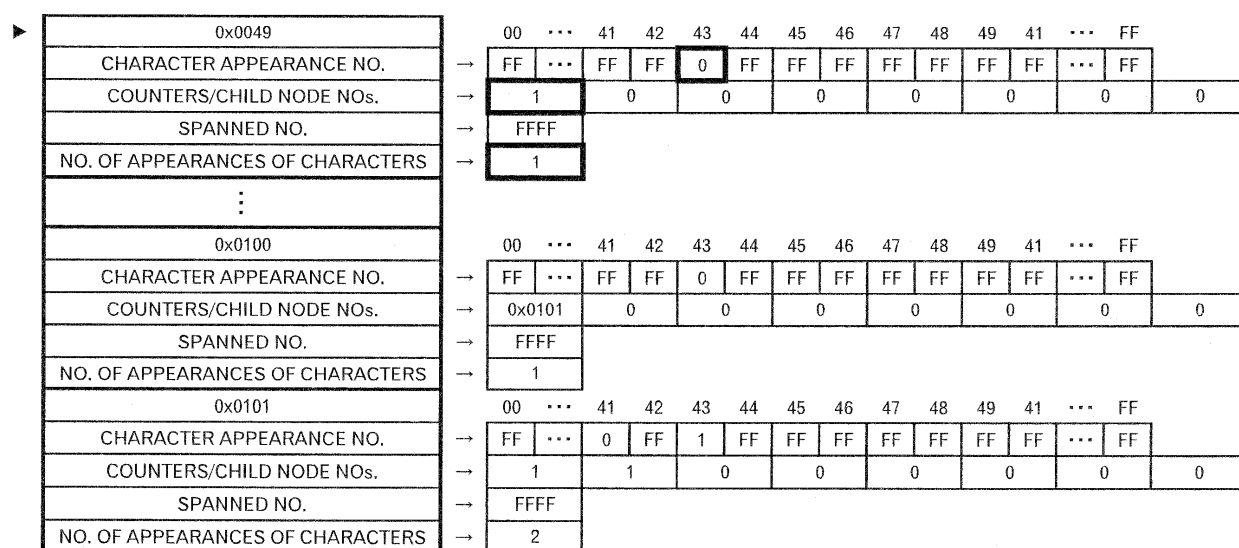 0x0049 00 ··· 41 42 43 44 45 46 47 48 49 41 ··· FF
CHARACTER APPEARANCE NO. → FF ··· FF FF 0 FF FF FF FF FF FF FF ··· FF
COUNTERS/CHILD NODE NOs. → 1 0 0 0 0 0 0 0
SPANNED NO. → FFFF
NO. OF APPEARANCES OF CHARACTERS → 1
⋮
0x0100 00 ··· 41 42 43 44 45 46 47 48 49 41 ··· FF
CHARACTER APPEARANCE NO. → FF ··· FF FF 0 FF FF FF FF FF FF FF ··· FF
COUNTERS/CHILD NODE NOs. → 0x0101 0 0 0 0 0 0 0
SPANNED NO. → FFFF
NO. OF APPEARANCES OF CHARACTERS → 1
0x0101 00 ··· 41 42 43 44 45 46 47 48 49 41 ··· FF
CHARACTER APPEARANCE NO. → FF ··· 0 FF 1 FF FF FF FF FF FF FF ··· FF
COUNTERS/CHILD NODE NOs. → 1 1 0 0 0 0 0 0
SPANNED NO. → FFFF
NO. OF APPEARANCES OF CHARACTERS → 2